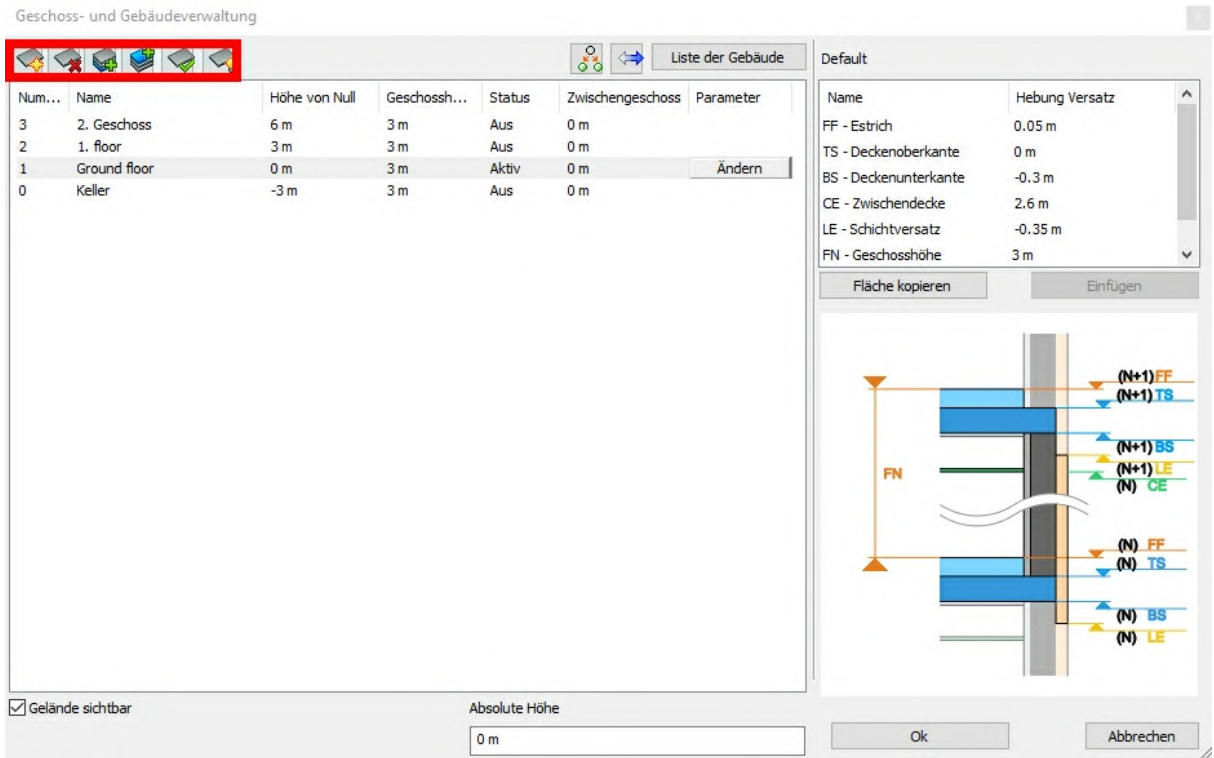 Geschoss- und Gebäudeverwaltung
Liste der Gebäude
Default
Num... Name Höhe von Null Geschossh... Status Zwischengeschoss Parameter
3 2. Geschoss 6 m 3 m Aus 0 m
2 1. floor 3 m 3 m Aus 0 m
1 Ground floor 0 m 3 m Aktiv 0 m Ändern
0 Keller -3 m 3 m Aus 0 m
Name Hebung Versatz
FF - Estrich 0.05 m
TS - Deckenoberkante 0 m
BS - Deckenunterkante -0.3 m
CE - Zwischendecke 2.6 m
LE - Schichtversatz -0.35 m
FN - Geschosshöhe 3 m
Fläche kopieren Einfügen
(N+1) FF
(N+1) TS
(N+1) BS
(N+1) LE
FN
(N) CE
(N) FF
(N) TS
(N) BS
(N) LE
Gelände sichtbar
Absolute Höhe
0 m
Ok Abbrechen